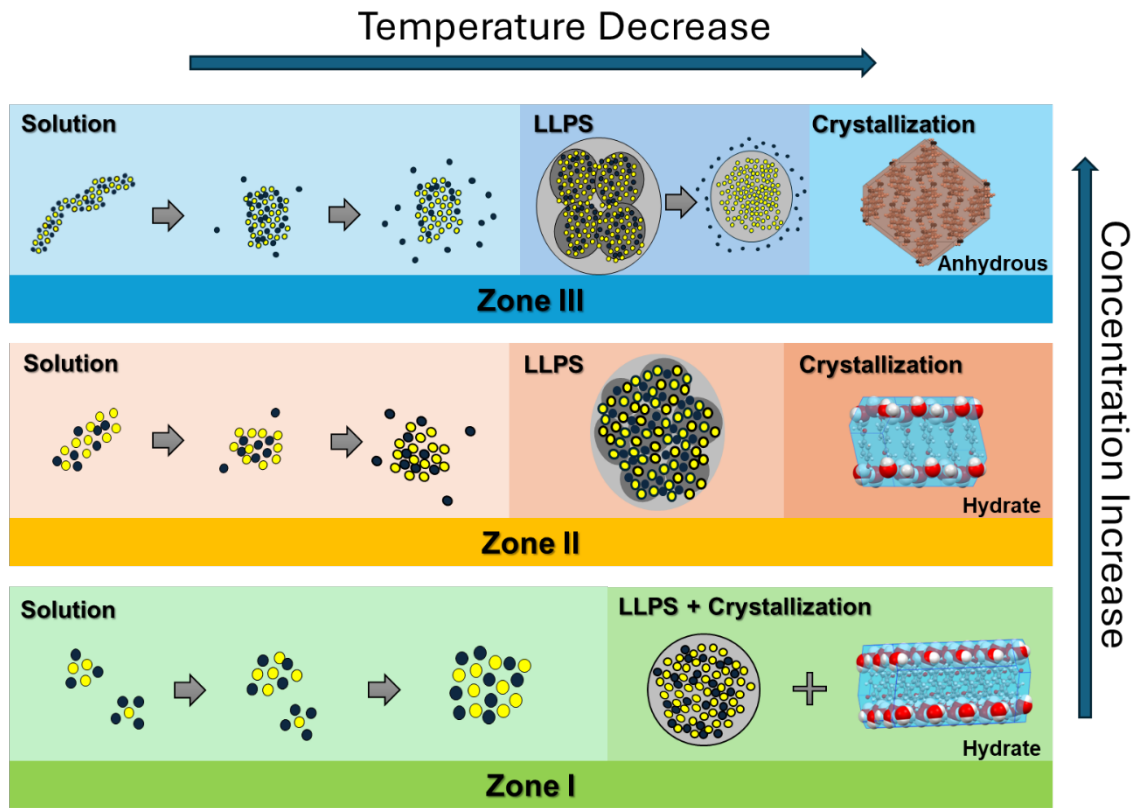 Temperature Decrease
Solution
LLPS
Crystallization
Anhydrous
Zone III
Solution
LLPS
Crystallization
Hydrate
Zone II
Solution
LLPS + Crystallization
Hydrate
Zone I
Concentration Increase